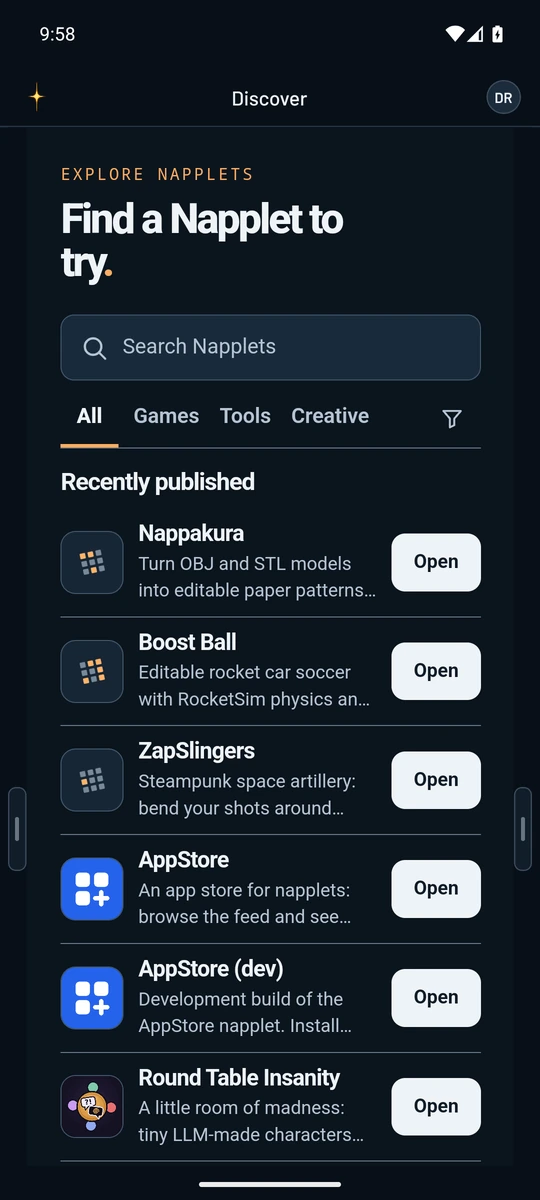 9:58
Discover
DR
EXPLORE NAPPLETS
Find a Napplet to
try.
Search Napplets
All Games Tools Creative
Recently published
Nappakura
Turn OBJ and STL models
into editable paper patterns…
Open
Boost Ball
Editable rocket car soccer
with RocketSim physics an…
Open
ZapSlingers
Steampunk space artillery:
bend your shots around…
Open
AppStore
An app store for napplets:
browse the feed and see…
Open
AppStore (dev)
Development build of the
AppStore napplet. Install…
Open
Round Table Insanity
A little room of madness:
tiny LLM-made characters…
Open